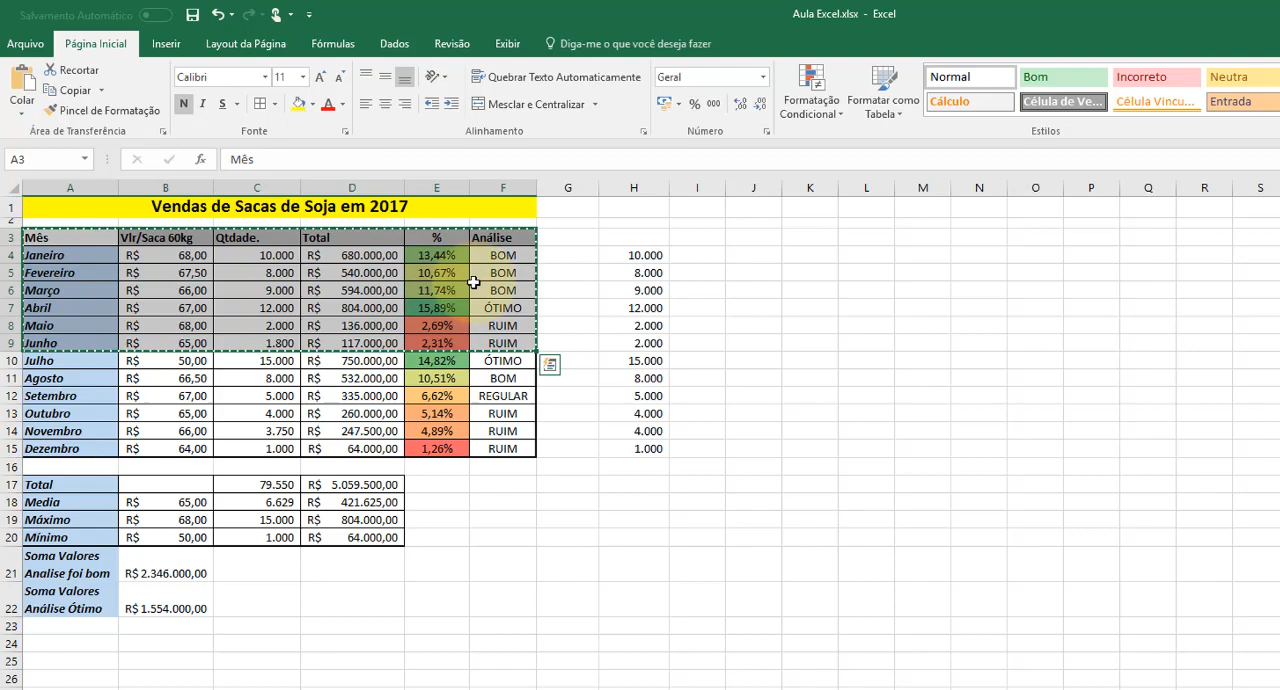 Salvamento Automático
Aula Excel.xlsx - Excel
Arquivo Página Inicial Inserir Layout da Página Fórmulas Dados Revisão Exibir Diga-me o que você deseja fazer
Colar
Recortar
Copiar
Pincel de Formatação
Área de Transferência
Calibri 11
N I S
Fonte
Quebrar Texto Automaticamente
Mesclar e Centralizar
Alinhamento
Geral
% 000
Número
Formatação Condicional
Formatar como Tabela
Normal Bom Incorreto Neutra
Cálculo Célula de Ve... Célula Vincu... Entrada
Estilos
A3 fx Mês
A B C D E F G H I J K L M N O P Q R S
1 Vendas de Sacas de Soja em 2017
2
3 Mês Vlr/Saca 60kg Qtdade. Total % Análise
4 Janeiro R$ 68,00 10.000 R$ 680.000,00 13,44% BOM 10.000
5 Fevereiro R$ 67,50 8.000 R$ 540.000,00 10,67% BOM 8.000
6 Março R$ 66,00 9.000 R$ 594.000,00 11,74% BOM 9.000
7 Abril R$ 67,00 12.000 R$ 804.000,00 15,89% ÓTIMO 12.000
8 Maio R$ 68,00 2.000 R$ 136.000,00 2,69% RUIM 2.000
9 Junho R$ 65,00 1.800 R$ 117.000,00 2,31% RUIM 2.000
10 Julho R$ 50,00 15.000 R$ 750.000,00 14,82% ÓTIMO 15.000
11 Agosto R$ 66,50 8.000 R$ 532.000,00 10,51% BOM 8.000
12 Setembro R$ 67,00 5.000 R$ 335.000,00 6,62% REGULAR 5.000
13 Outubro R$ 65,00 4.000 R$ 260.000,00 5,14% RUIM 4.000
14 Novembro R$ 66,00 3.750 R$ 247.500,00 4,89% RUIM 4.000
15 Dezembro R$ 64,00 1.000 R$ 64.000,00 1,26% RUIM 1.000
16
17 Total 79.550 R$ 5.059.500,00
18 Media R$ 65,00 6.629 R$ 421.625,00
19 Máximo R$ 68,00 15.000 R$ 804.000,00
20 Mínimo R$ 50,00 1.000 R$ 64.000,00
Soma Valores
21 Analise foi bom R$ 2.346.000,00
Soma Valores
22 Análise Ótimo R$ 1.554.000,00
23
24
25
26